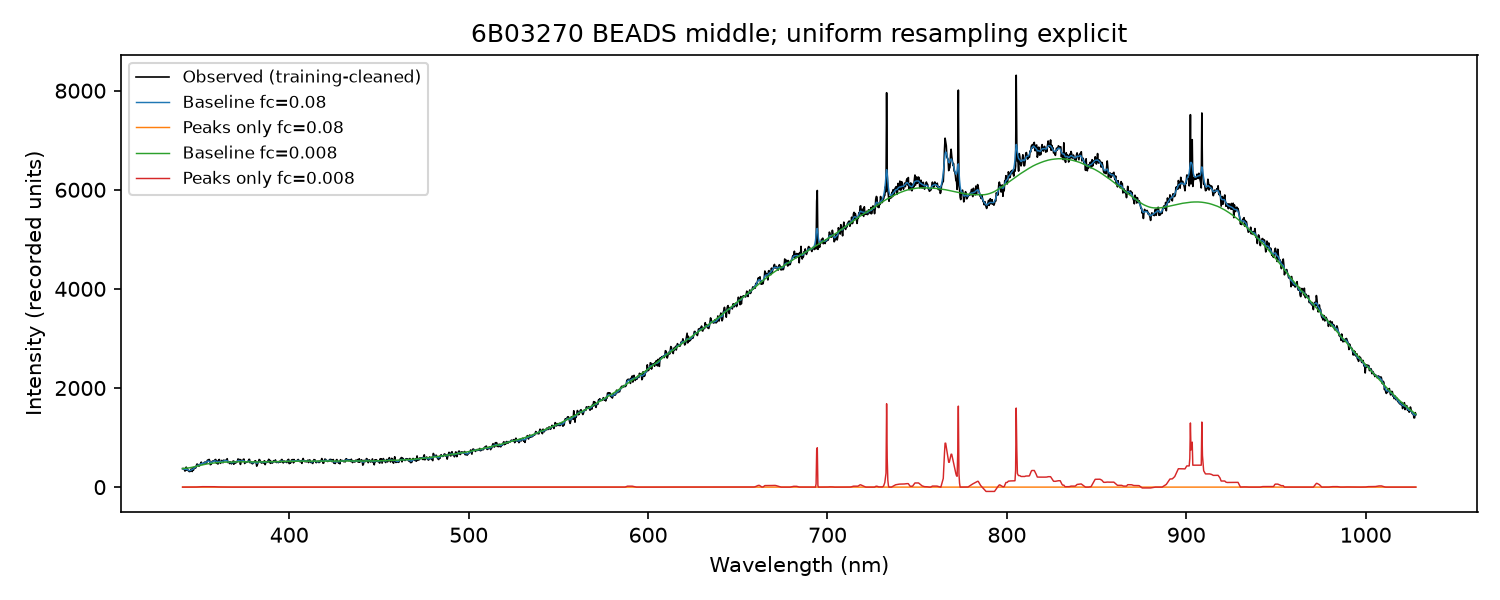 6B03270 BEADS middle; uniform resampling explicit
Observed (training-cleaned)
Baseline fc=0.08
Peaks only fc=0.08
Baseline fc=0.008
Peaks only fc=0.008
Intensity (recorded units)
8000
6000
4000
2000
0
400 500 600 700 800 900 1000
Wavelength (nm)